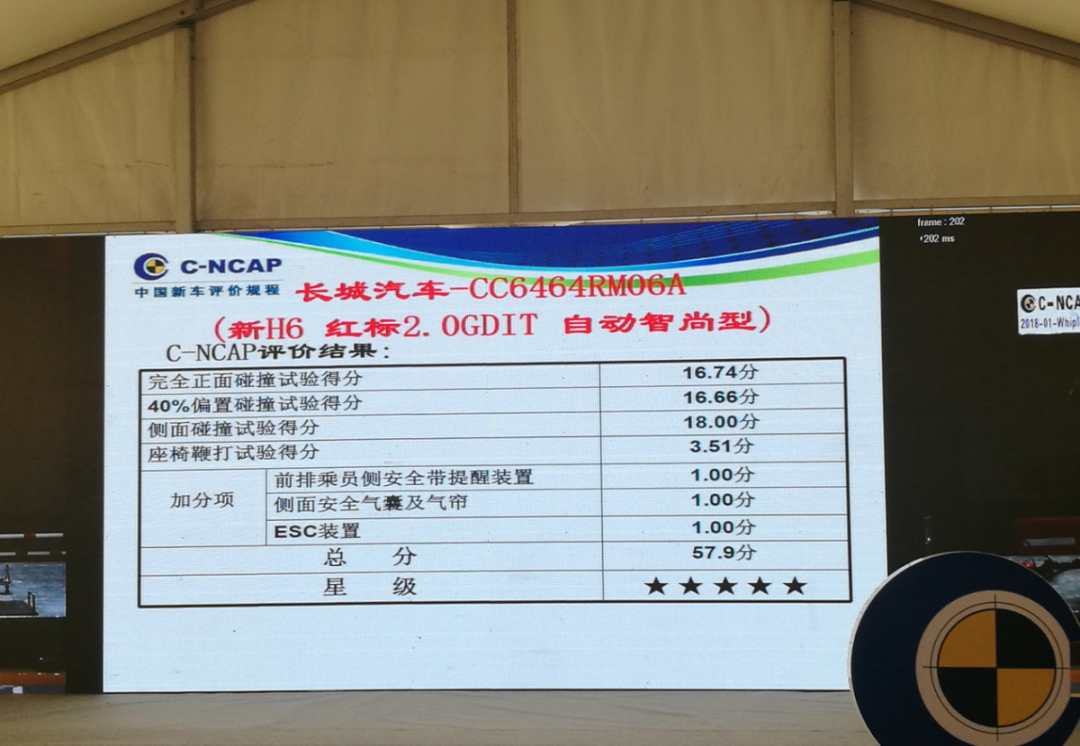 frame : 202
+202 ms
C-NCAP
中国新车评价规程
长城汽车-CC6464RM06A
(新H6 红标2.0GDIT 自动智尚型)
C-NCAP评价结果:
完全正面碰撞试验得分 16.74分
40%偏置碰撞试验得分 16.66分
侧面碰撞试验得分 18.00分
座椅鞭打试验得分 3.51分
加分项
前排乘员侧安全带提醒装置 1.00分
侧面安全气囊及气帘 1.00分
ESC装置 1.00分
总 分 57.9分
星 级 ★★★★★
C-NCA
2018-01-Whipl